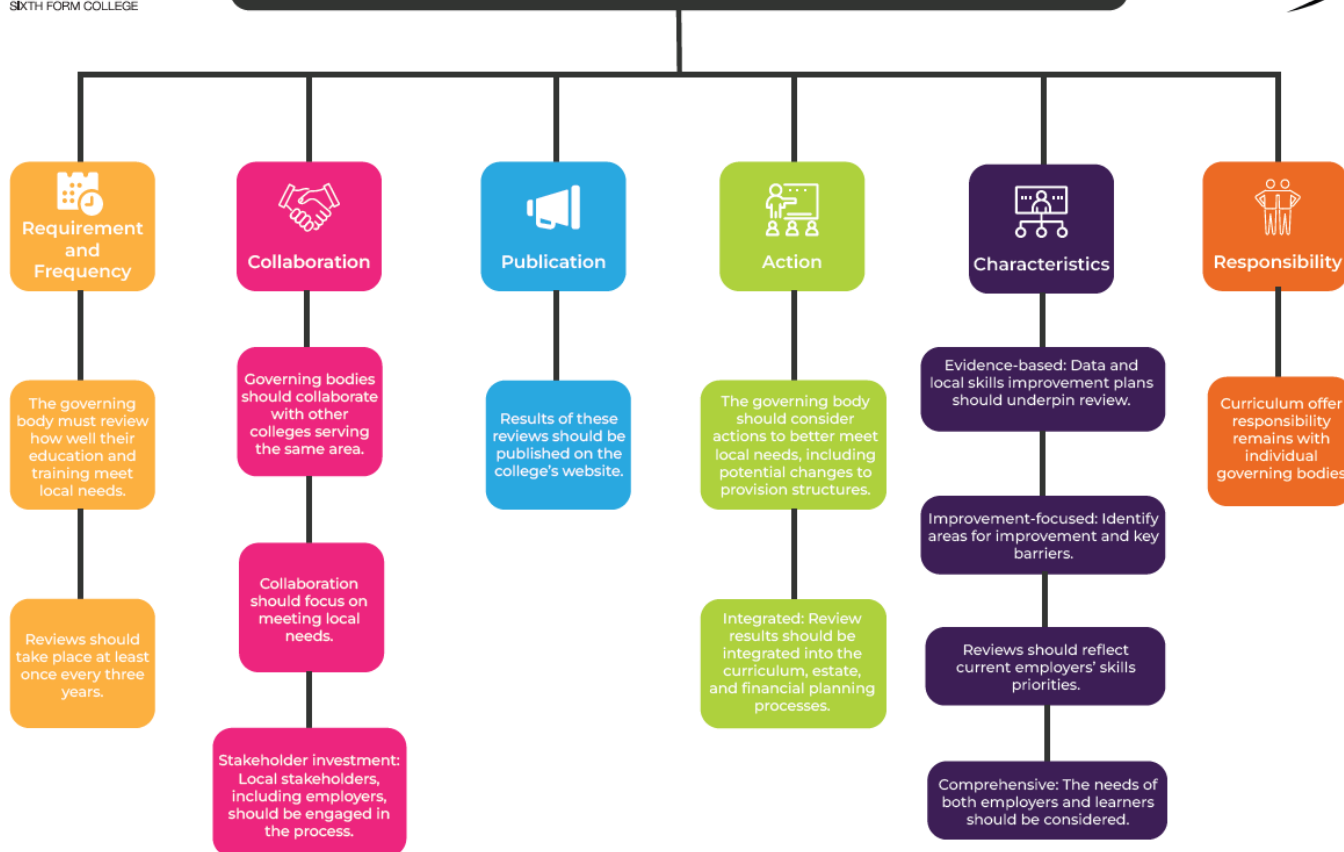 SIXTH FORM COLLEGE
Requirement
and
Frequency
The governing
body must review
how well their
education and
training meet
local needs.
Reviews should
take place at least
once every three
years.
Collaboration
Governing bodies
should collaborate
with other
colleges serving
the same area.
Collaboration
should focus on
meeting local
needs.
Stakeholder investment:
Local stakeholders,
including employers,
should be engaged in
the process.
Publication
Results of these
reviews should be
published on the
college's website.
Action
The governing body
should consider
actions to better meet
local needs, including
potential changes to
provision structures.
Integrated: Review
results should be
integrated into the
curriculum, estate,
and financial planning
processes.
Characteristics
Evidence-based: Data and
local skills improvement plans
should underpin review.
Improvement-focused: Identify
areas for improvement and key
barriers.
Reviews should reflect
current employers' skills
priorities.
Comprehensive: The needs of
both employers and learners
should be considered.
Responsibility
Curriculum offer
responsibility
remains with
individual
governing bodies